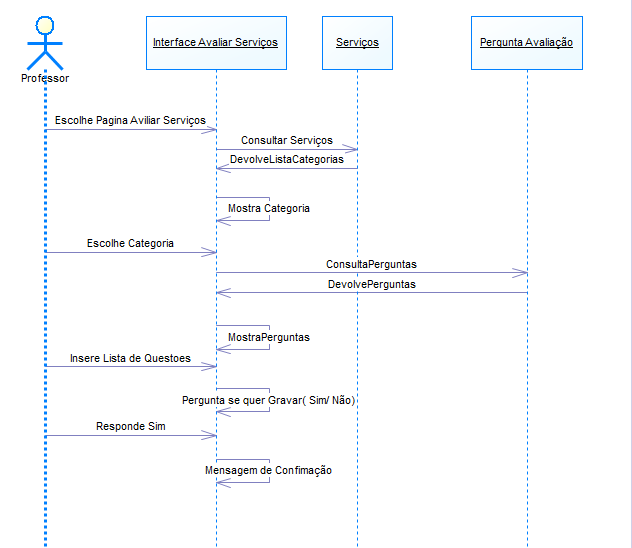 Interface Avaliar Serviços
Serviços
Pergunta Avaliação
Professor
Escolhe Pagina Aviliar Serviços
Consultar Serviços
DevolveListaCategorias
Mostra Categoria
Escolhe Categoria
ConsultaPerguntas
DevolvePerguntas
MostraPerguntas
Insere Lista de Questoes
Pergunta se quer Gravar( Sim/ Não)
Responde Sim
Mensagem de Confimação